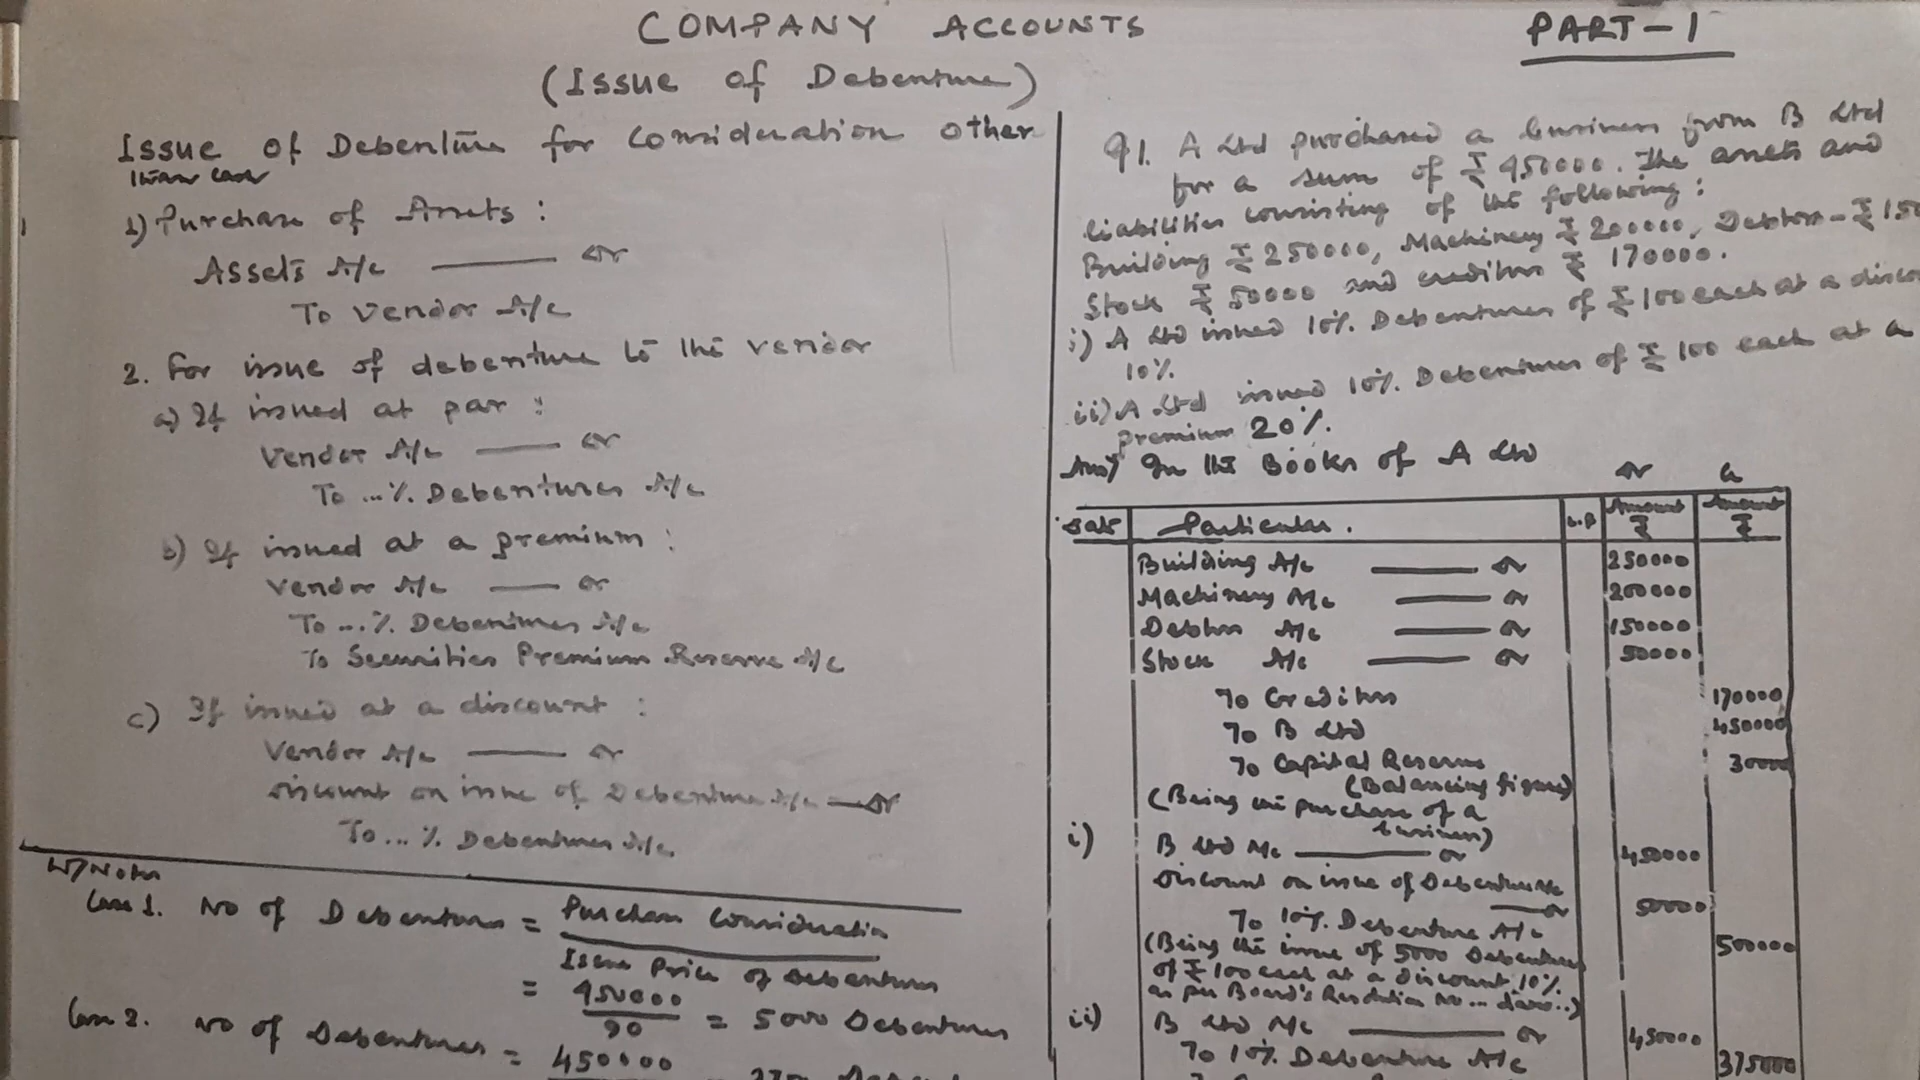 COMPANY ACCOUNTS
PART-1
(Issue of Debenture)
Issue of Debenture for Consideration other
than cash
1) Purchase of Assets :
Assets A/c —— Dr
To Vendor A/c
2. For issue of debenture to the vendor
a) If issued at par :
Vendor A/c —— Dr
To ...% Debentures A/c
b) If issued at a premium :
Vendor A/c —— Dr
To ...% Debentures A/c
To Securities Premium Reserve A/c
c) If issued at a discount :
Vendor A/c —— Dr
Discount on issue of Debenture A/c — Dr
To ...% Debentures A/c
W/Notes
Case 1. No of Debentures = Purchase Consideration
Issue Price of Debentures
= 450000
90 = 5000 Debentures
Case 2. No of Debentures = 450000
Q1. A Ltd purchased a business from B Ltd
for a sum of ₹ 450000. The assets and
liabilities consisting of the following :
Building ₹ 250000, Machinery ₹ 200000, Debtors - ₹ 150
Stock ₹ 50000 and creditors ₹ 170000.
i) A Ltd issued 10% Debentures of ₹ 100 each at a disco
10%
ii) A Ltd issued 10% Debentures of ₹ 100 each at a
premium 20%.
Ans) In the Books of A Ltd
Dr
Date Particulars. L.F Amount ₹ Amount ₹
Building A/c —— Dr 250000
Machinery A/c —— Dr 200000
Debtors A/c —— Dr 150000
Stock A/c —— Dr 50000
To Creditors 170000
To B Ltd 450000
To Capital Reserve 30000
(Balancing figure)
(Being the purchase of a
business)
i) B Ltd A/c —— Dr 450000
Discount on issue of Debenture A/c
—— Dr 50000
To 10% Debenture A/c 500000
(Being the issue of 5000 Debentures
of ₹ 100 each at a discount 10%
as per Board's Resolution No... dated..)
ii) B Ltd A/c —— Dr 450000
To 10% Debenture A/c 375000